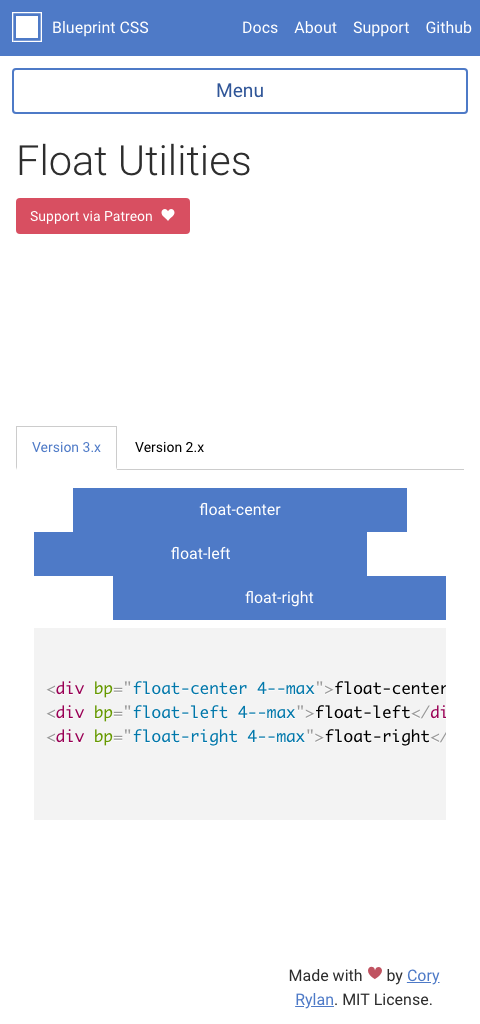 Blueprint CSS
Docs About Support Github
Menu
Float Utilities
Support via Patreon
Version 3.x Version 2.x
float-center
float-left
float-right
<div bp="float-center 4--max">float-center
<div bp="float-left 4--max">float-left</di
<div bp="float-right 4--max">float-right</
Made with ❤ by Cory
Rylan. MIT License.